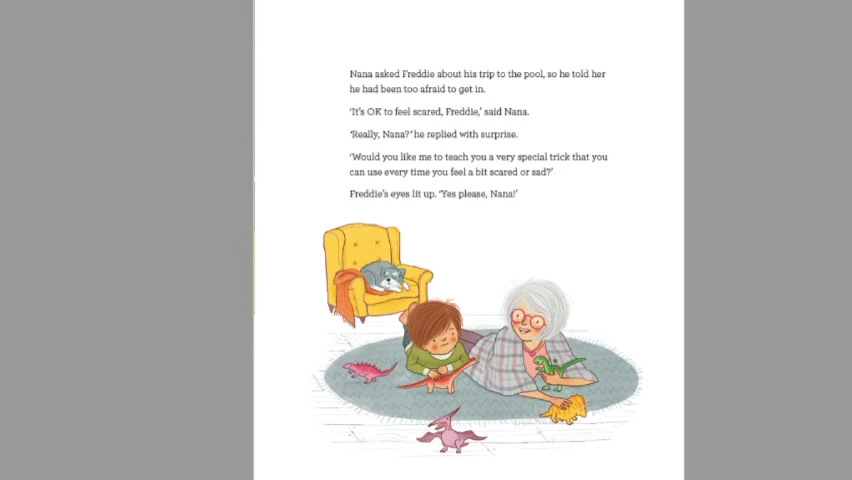 Nana asked Freddie about his trip to the pool, so he told her
he had been too afraid to get in.
‘It’s OK to feel scared, Freddie,’ said Nana.
‘Really, Nana?’ he replied with surprise.
‘Would you like me to teach you a very special trick that you
can use every time you feel a bit scared or sad?’
Freddie’s eyes lit up. ‘Yes please, Nana!’